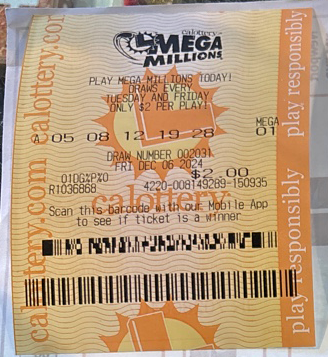 calottery
MEGA
MILLIONS
PLAY MEGA MILLIONS TODAY!
DRAWS EVERY
TUESDAY AND FRIDAY
ONLY $2 PER PLAY!
MEGA
A 05 08 12 19 28 01
DRAW NUMBER 002031
FRI DEC 06 2024
$2.00
01DG%P%0
R1036868
4220-008149289-150935
calottery
Scan this barcode with our Mobile App
to see if ticket is a winner
calottery.com calottery.com
play responsibly play responsibly